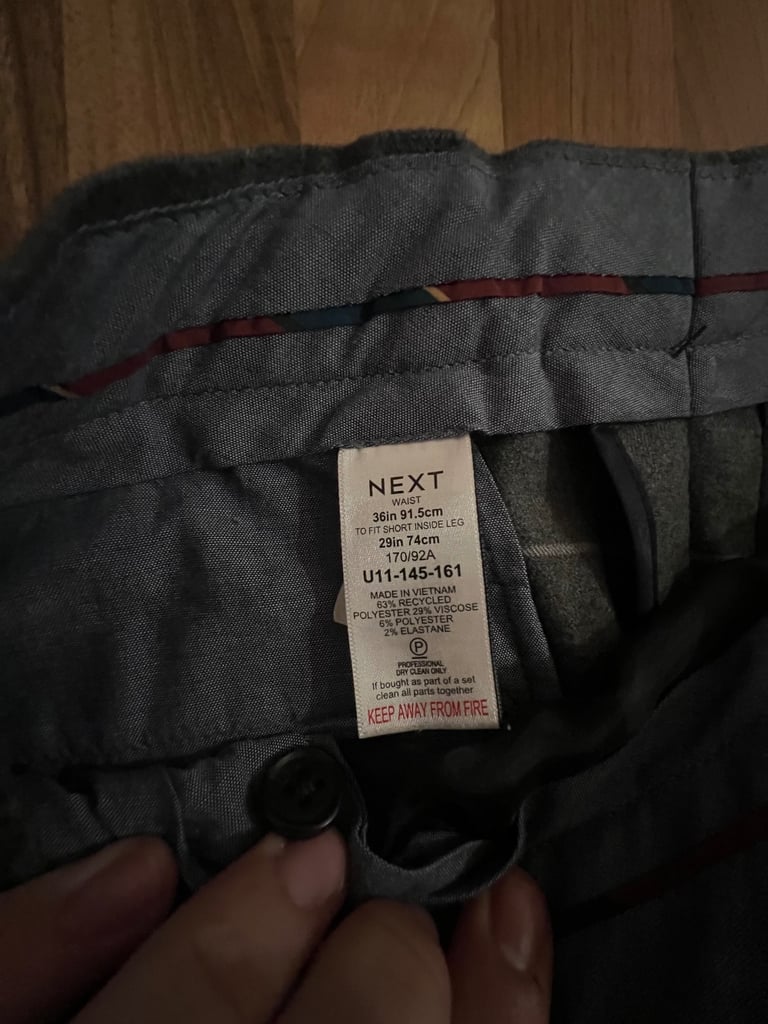 NEXT
WAIST
36in 91.5cm
TO FIT SHORT INSIDE LEG
29in 74cm
170/92A
U11-145-161
MADE IN VIETNAM
63% RECYCLED
POLYESTER 29% VISCOSE
6% POLYESTER
2% ELASTANE
P
PROFESSIONAL
DRY CLEAN ONLY
If bought as part of a set
clean all parts together
KEEP AWAY FROM FIRE